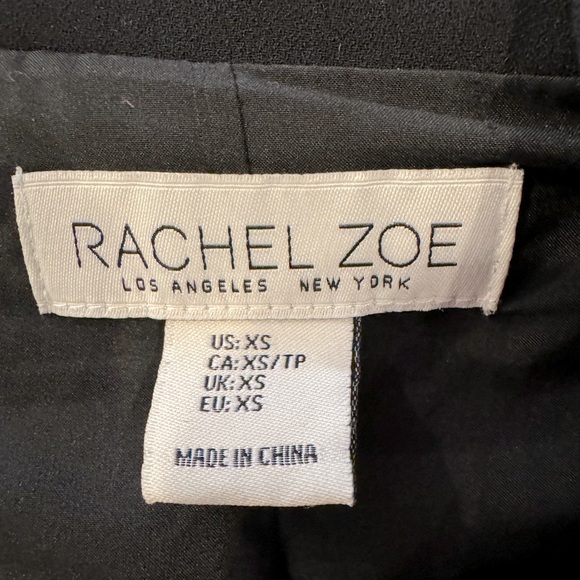 RACHEL ZOE
LOS ANGELES NEW YORK
US: XS
CA: XS/TP
UK: XS
EU: XS
MADE IN CHINA